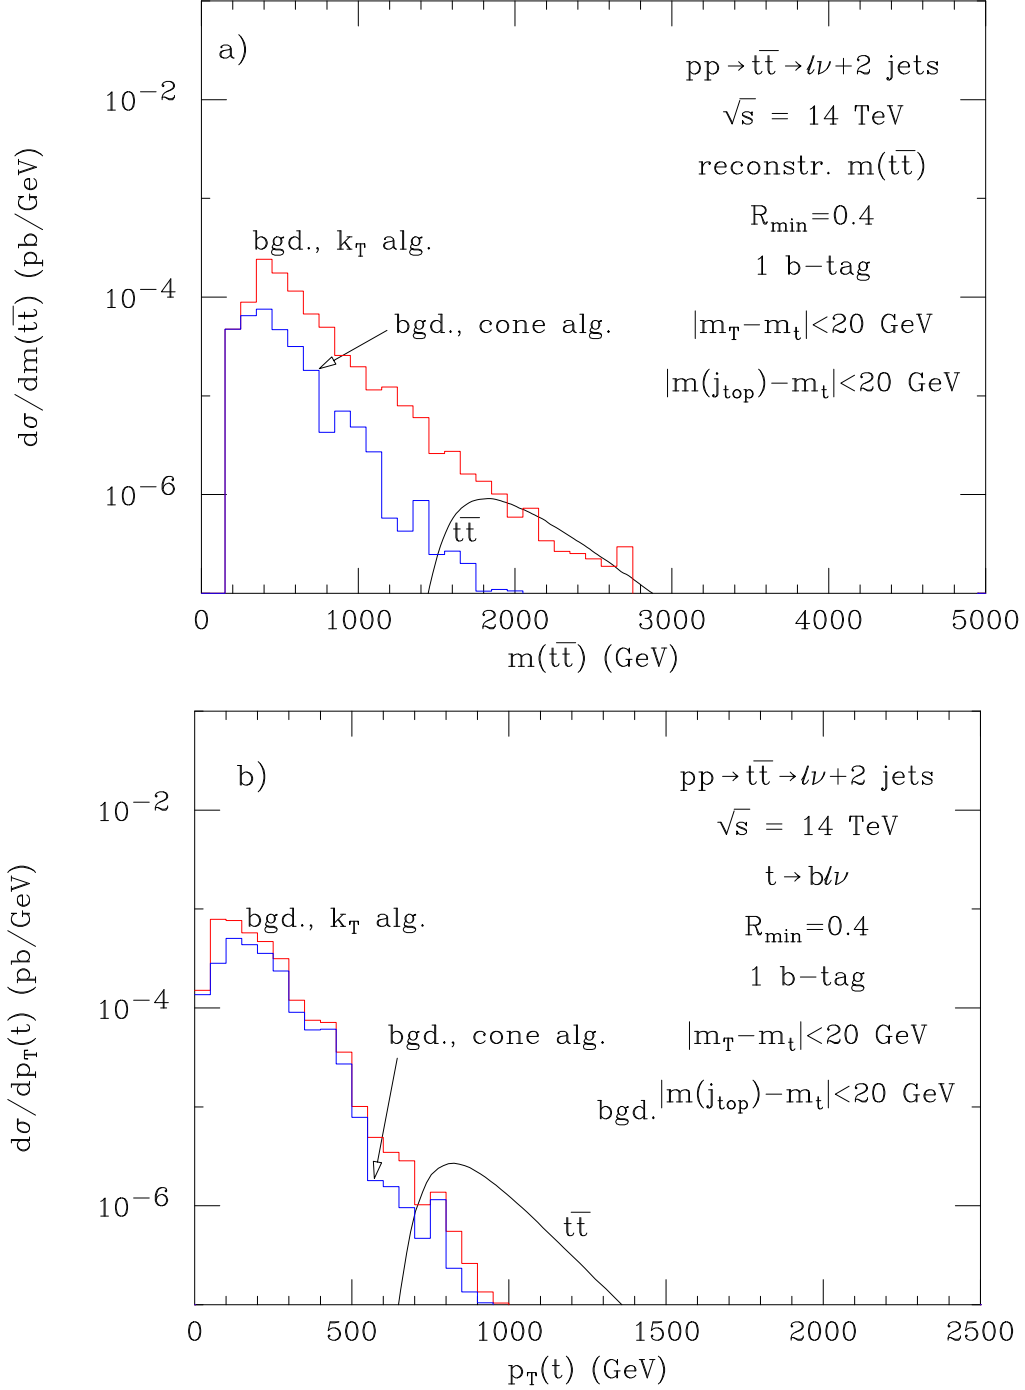 a)
pp→tt̅→lν+2 jets
√s = 14 TeV
reconstr. m(tt̅)
R_min=0.4
1 b−tag
|m_T−m_t|<20 GeV
|m(j_top)−m_t|<20 GeV
bgd., k_T alg.
bgd., cone alg.
tt̅
dσ/dm(tt̅) (pb/GeV)
10^−2
10^−4
10^−6
0 1000 2000 3000 4000 5000
m(tt̅) (GeV)
b)
pp→tt̅→lν+2 jets
√s = 14 TeV
t→blν
R_min=0.4
1 b−tag
|m_T−m_t|<20 GeV
|m(j_top)−m_t|<20 GeV
bgd., k_T alg.
bgd., cone alg.
bgd.
tt̅
dσ/dp_T(t) (pb/GeV)
10^−2
10^−4
10^−6
0 500 1000 1500 2000 2500
p_T(t) (GeV)